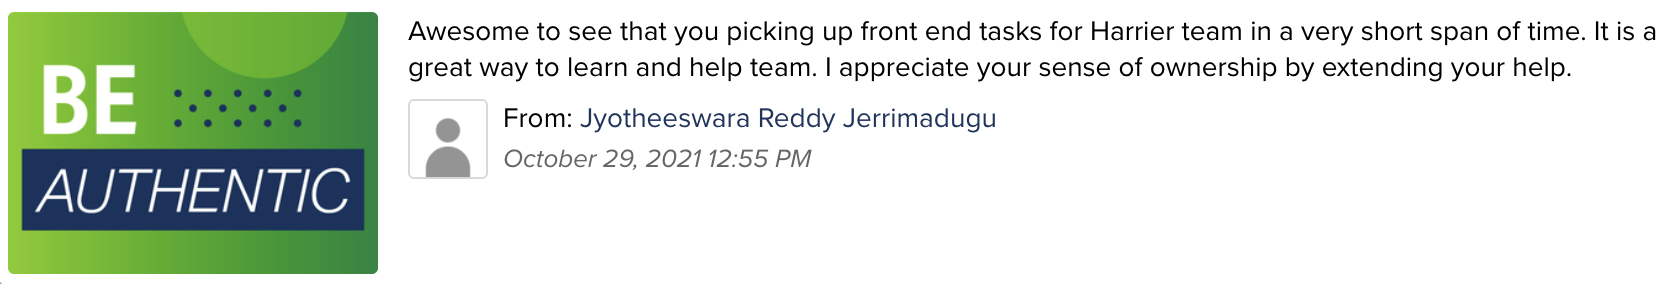 BE
AUTHENTIC
Awesome to see that you picking up front end tasks for Harrier team in a very short span of time. It is a
great way to learn and help team. I appreciate your sense of ownership by extending your help.
From: Jyotheeswara Reddy Jerrimadugu
October 29, 2021 12:55 PM